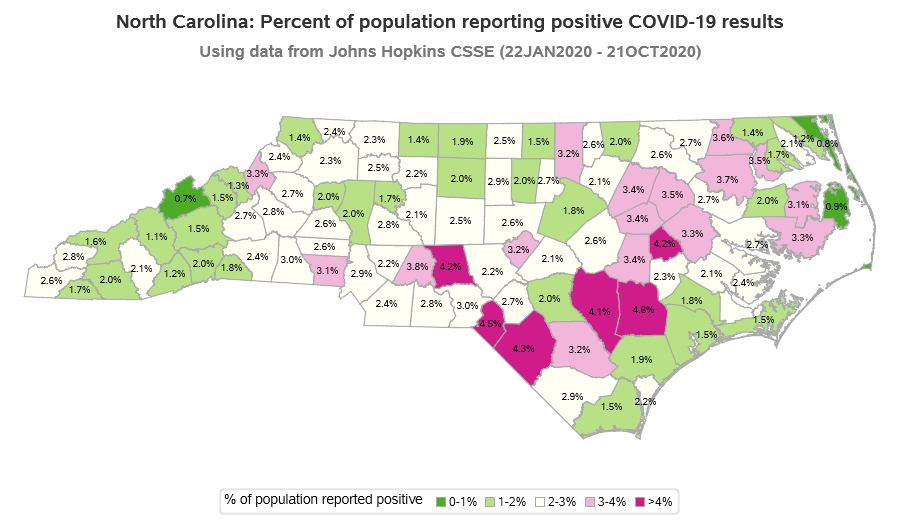 North Carolina: Percent of population reporting positive COVID-19 results
Using data from Johns Hopkins CSSE (22JAN2020 - 21OCT2020)
1.4% 2.4% 2.3% 1.4% 1.9% 2.5% 1.5% 3.2% 2.6% 2.0% 2.6% 2.7% 3.6% 1.4% 2.1% 1.2% 0.8%
2.4% 2.3% 2.5% 2.2% 2.0% 2.9% 2.0% 2.7% 2.1% 3.4% 3.5% 3.7% 3.5% 1.7%
0.7% 1.5% 1.3% 3.3% 2.7% 2.0% 2.0% 1.7% 2.1% 2.5% 2.6% 1.8% 3.4% 2.7% 2.0% 3.1% 0.9%
1.6% 1.1% 1.5% 2.7% 2.8% 2.6% 2.8% 2.6% 4.2% 3.3% 2.7% 3.3%
2.8% 2.1% 2.0% 1.8% 2.4% 3.0% 2.6% 3.1% 2.9% 2.2% 3.8% 4.2% 2.2% 3.2% 2.1% 3.4% 2.3% 2.1% 2.4%
2.6% 1.7% 2.0% 1.2% 2.4% 2.8% 3.0% 2.7% 2.0% 4.1% 4.6% 1.8% 1.5%
4.5% 4.3% 3.2% 1.9% 1.5%
2.9% 1.5% 2.2%
% of population reported positive 0-1% 1-2% 2-3% 3-4% >4%